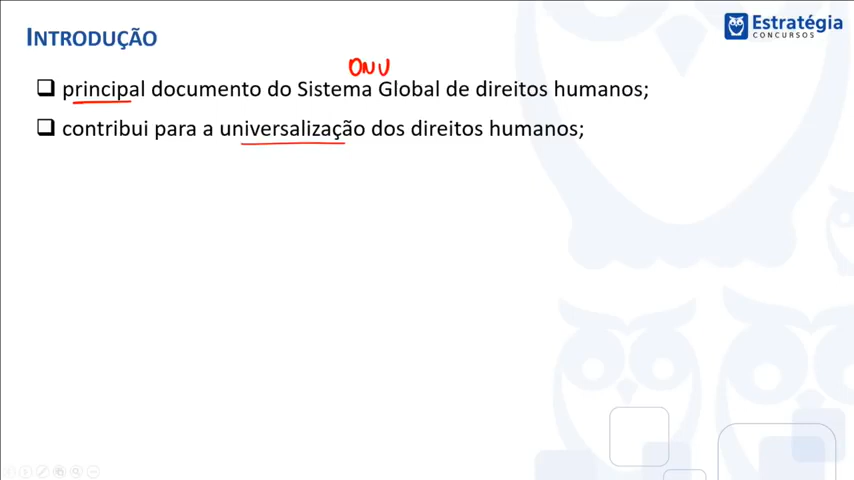 INTRODUÇÃO
Estratégia
CONCURSOS
ONU
principal documento do Sistema Global de direitos humanos;
contribui para a universalização dos direitos humanos;